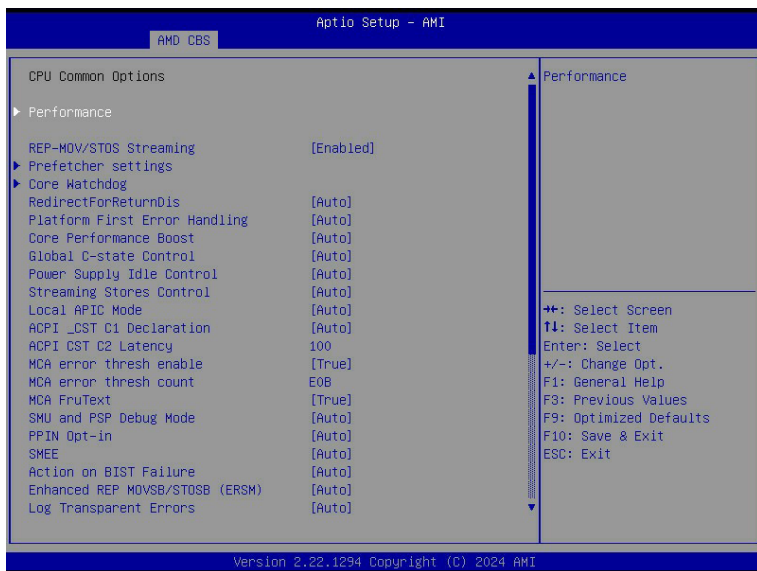 Aptio Setup – AMI
AMD CBS
CPU Common Options
Performance
REP-MOV/STOS Streaming [Enabled]
Prefetcher settings
Core Watchdog
RedirectForReturnDis [Auto]
Platform First Error Handling [Auto]
Core Performance Boost [Auto]
Global C-state Control [Auto]
Power Supply Idle Control [Auto]
Streaming Stores Control [Auto]
Local APIC Mode [Auto]
ACPI _CST C1 Declaration [Auto]
ACPI CST C2 Latency 100
MCA error thresh enable [True]
MCA error thresh count E0B
MCA FruText [True]
SMU and PSP Debug Mode [Auto]
PPIN Opt-in [Auto]
SMEE [Auto]
Action on BIST Failure [Auto]
Enhanced REP MOVSB/STOSB (ERSM) [Auto]
Log Transparent Errors [Auto]
Performance
→←: Select Screen
↑↓: Select Item
Enter: Select
+/-: Change Opt.
F1: General Help
F3: Previous Values
F9: Optimized Defaults
F10: Save & Exit
ESC: Exit
Version 2.22.1294 Copyright (C) 2024 AMI